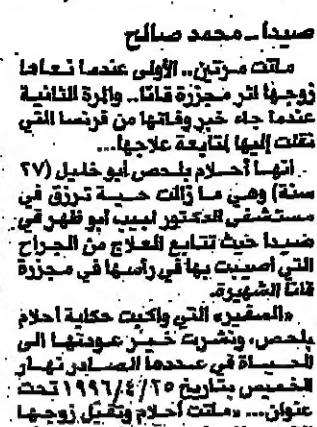 صيدا ـ محمد صالح
ماتت مرتين.. الأولى عندما نعاها
زوجها اثر مجزرة قانا.. والمرة الثانية
عندما جاء خبر وفاتها من فرنسا التي
نقلت إليها لمتابعة علاجها...
انها أحلام بلحص أبو خليل (٢٧
سنة) وهي ما زالت حية ترزق في
مستشفى الدكتور لبيب أبو ظهر في
صيدا حيث تتابع العلاج من الجراح
التي أصيبت بها في رأسها في مجزرة
قانا الشهيرة.
«السفير» التي واكبت حكاية أحلام
بلحص، ونشرت خبر عودتها الى
الحياة في عددها الصادر نهار
الخميس بتاريخ ١٩٩٦/٤/٢٥ تحت
عنوان... «ماتت أحلام وتقبل زوجها